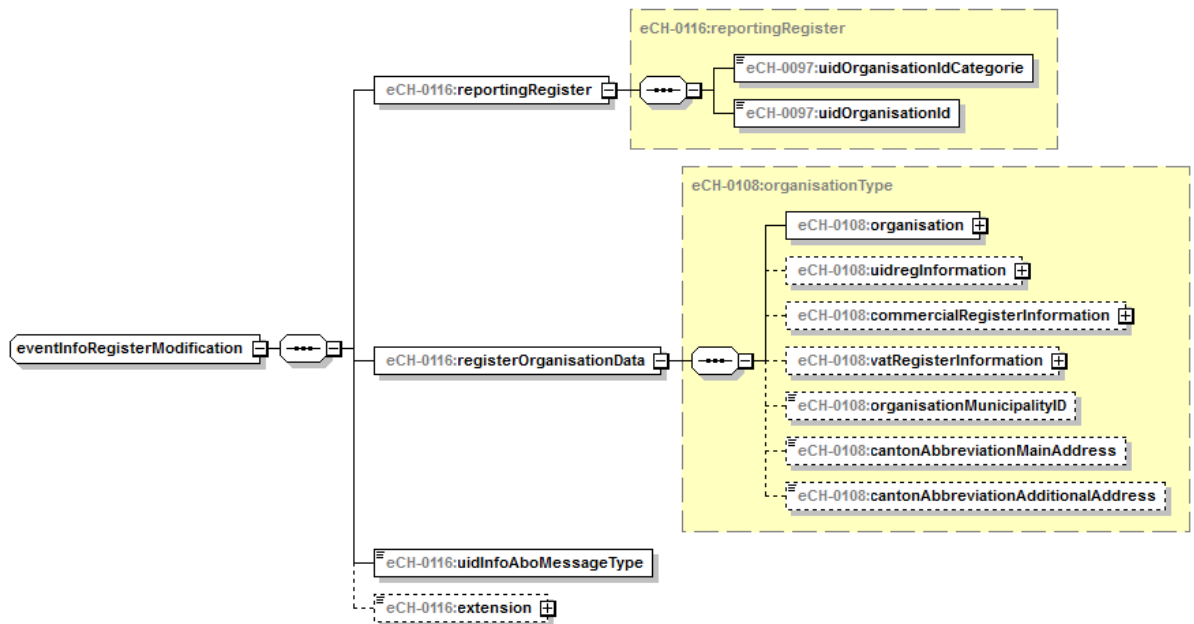 eCH-0116:reportingRegister
eCH-0097:uidOrganisationIdCategorie
eCH-0116:reportingRegister
eCH-0097:uidOrganisationId
eCH-0108:organisationType
eCH-0108:organisation
eCH-0108:uidregInformation
eCH-0108:commercialRegisterInformation
eventInfoRegisterModification
eCH-0116:registerOrganisationData
eCH-0108:vatRegisterInformation
eCH-0108:organisationMunicipalityID
eCH-0108:cantonAbbreviationMainAddress
eCH-0108:cantonAbbreviationAdditionalAddress
eCH-0116:uidInfoAboMessageType
eCH-0116:extension